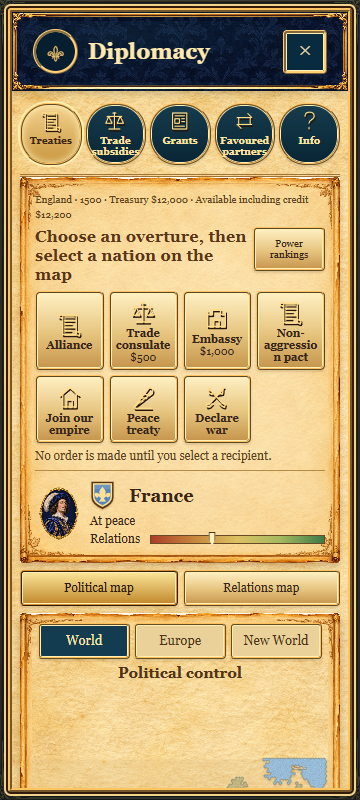 Diplomacy
×
Treaties
Trade
subsidies
Grants
Favoured
partners
?
Info
England · 1500 · Treasury $12,000 · Available including credit
$12,200
Choose an overture, then
select a nation on the
map
Power
rankings
Alliance
Trade
consulate
$500
Embassy
$1,000
Non-
aggressio
n pact
Join our
empire
Peace
treaty
Declare
war
No order is made until you select a recipient.
France
At peace
Relations
Political map
Relations map
World
Europe
New World
Political control